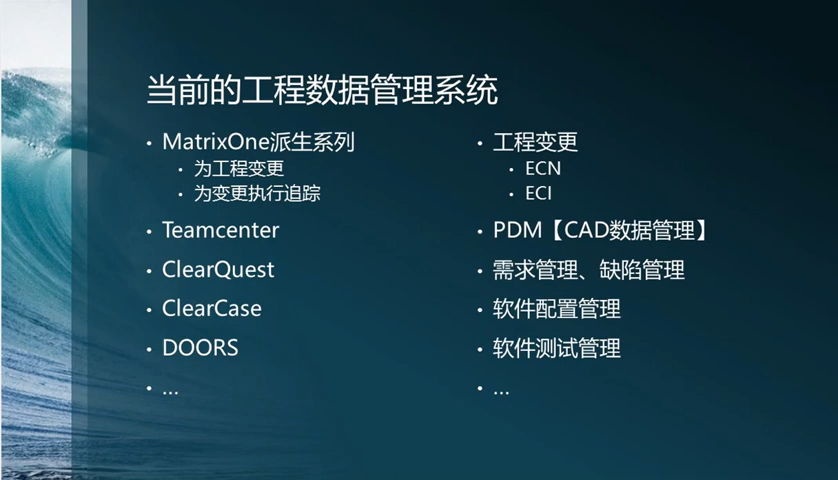 当前的工程数据管理系统
• MatrixOne派生系列
• 为工程变更
• 为变更执行追踪
• Teamcenter
• ClearQuest
• ClearCase
• DOORS
• ...
• 工程变更
• ECN
• ECI
• PDM【CAD数据管理】
• 需求管理、缺陷管理
• 软件配置管理
• 软件测试管理
• ...